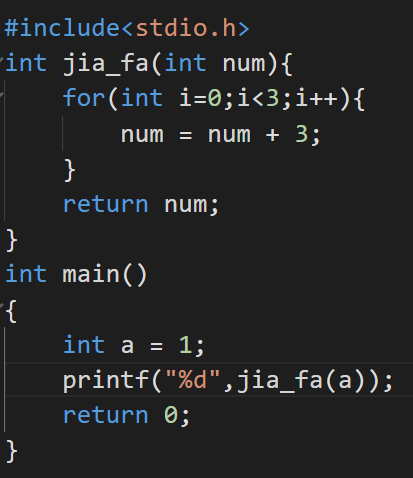 #include<stdio.h>
int jia_fa(int num){
    for(int i=0;i<3;i++){
        num = num + 3;
    }
    return num;
}
int main()
{
    int a = 1;
    printf("%d",jia_fa(a));
    return 0;
}